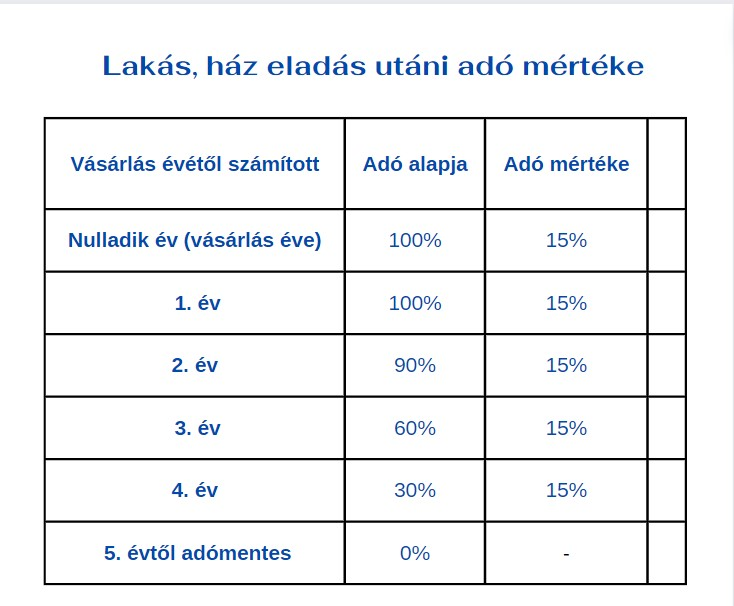 Lakás, ház eladás utáni adó mértéke
Vásárlás évétől számított Adó alapja Adó mértéke
Nulladik év (vásárlás éve) 100% 15%
1. év 100% 15%
2. év 90% 15%
3. év 60% 15%
4. év 30% 15%
5. évtől adómentes 0% -